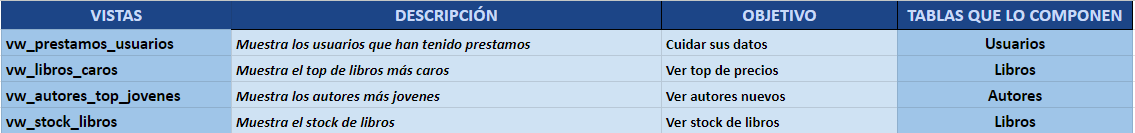 VISTAS DESCRIPCIÓN OBJETIVO TABLAS QUE LO COMPONEN
vw_prestamos_usuarios Muestra los usuarios que han tenido prestamos Cuidar sus datos Usuarios
vw_libros_caros Muestra el top de libros más caros Ver top de precios Libros
vw_autores_top_jovenes Muestra los autores más jovenes Ver autores nuevos Autores
vw_stock_libros Muestra el stock de libros Ver stock de libros Libros